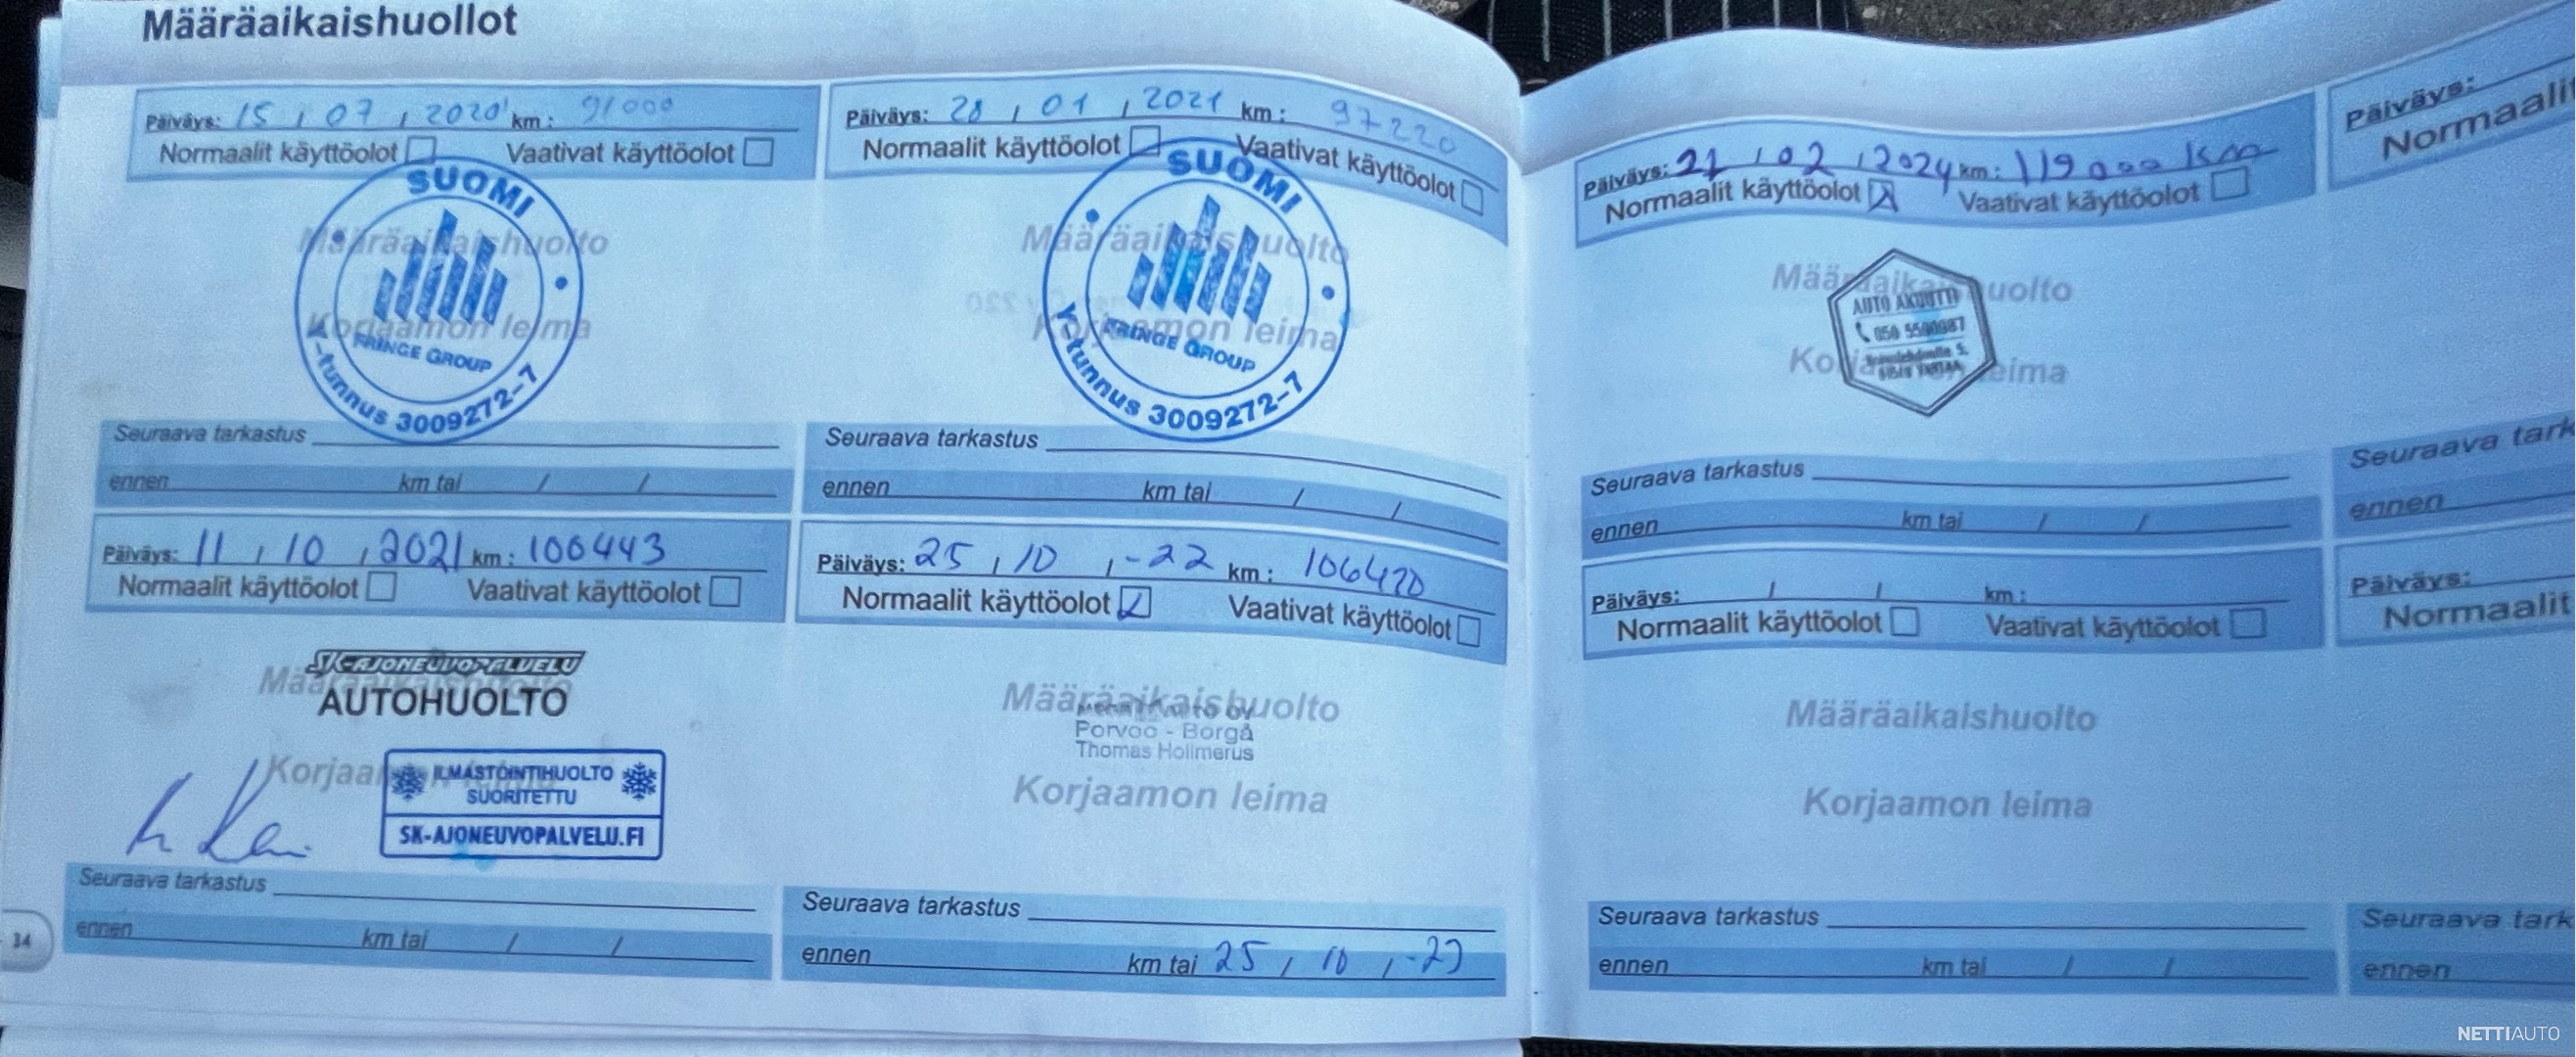 Määräaikaishuollot
Päiväys: 15 / 07 / 2020 km: 91000
Normaalit käyttöolot Vaativat käyttöolot
SUOMI
Määräaikaishuolto
Korjaamon leima
FRINGE GROUP
Y-tunnus 3009272-7
Seuraava tarkastus
ennen km tai / /
Päiväys: 28 / 01 / 2021 km: 97220
Normaalit käyttöolot Vaativat käyttöolot
SUOMI
Määräaikaishuolto
Korjaamon leima
FRINGE GROUP
Y-tunnus 3009272-7
Seuraava tarkastus
ennen km tai / /
Päiväys: 11 / 10 / 2021 km: 100443
Normaalit käyttöolot Vaativat käyttöolot
SK-AJONEUVOPALVELU
AUTOHUOLTO
ILMASTOINTIHUOLTO
SUORITETTU
SK-AJONEUVOPALVELU.FI
Seuraava tarkastus
ennen km tai / /
34
Päiväys: 25 / 10 / -22 km: 106420
Normaalit käyttöolot Vaativat käyttöolot
Määräaikaishuolto
Porvoo - Borgå
Thomas Holmerus
Korjaamon leima
Seuraava tarkastus
ennen km tai 25 / 10 / -23
Päiväys: 21 / 02 / 2024 km: 119000 km
Normaalit käyttöolot Vaativat käyttöolot
Määräaikaishuolto
AUTO AKUUTTI
050 5590987
Korjaamon leima
Seuraava tarkastus
ennen km tai / /
Päiväys: / / km:
Normaalit käyttöolot Vaativat käyttöolot
Määräaikaishuolto
Korjaamon leima
Seuraava tarkastus
ennen km tai / /
Päiväys:
Normaalit
Seuraava tark
ennen
Päiväys:
Normaalit
Seuraava tark
ennen
NETTIAUTO